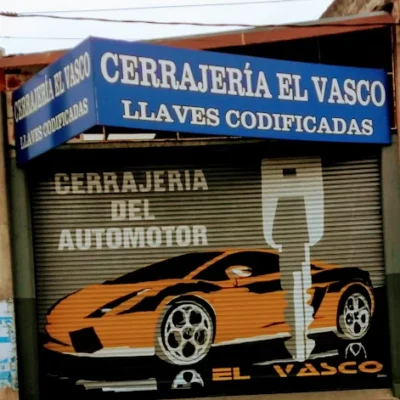 CERRAJERÍA EL VASCO
LLAVES CODIFICADAS
CERRAJERÍA EL VASCO
LLAVES CODIFICADAS
CERRAJERIA
DEL
AUTOMOTOR
EL VASCO